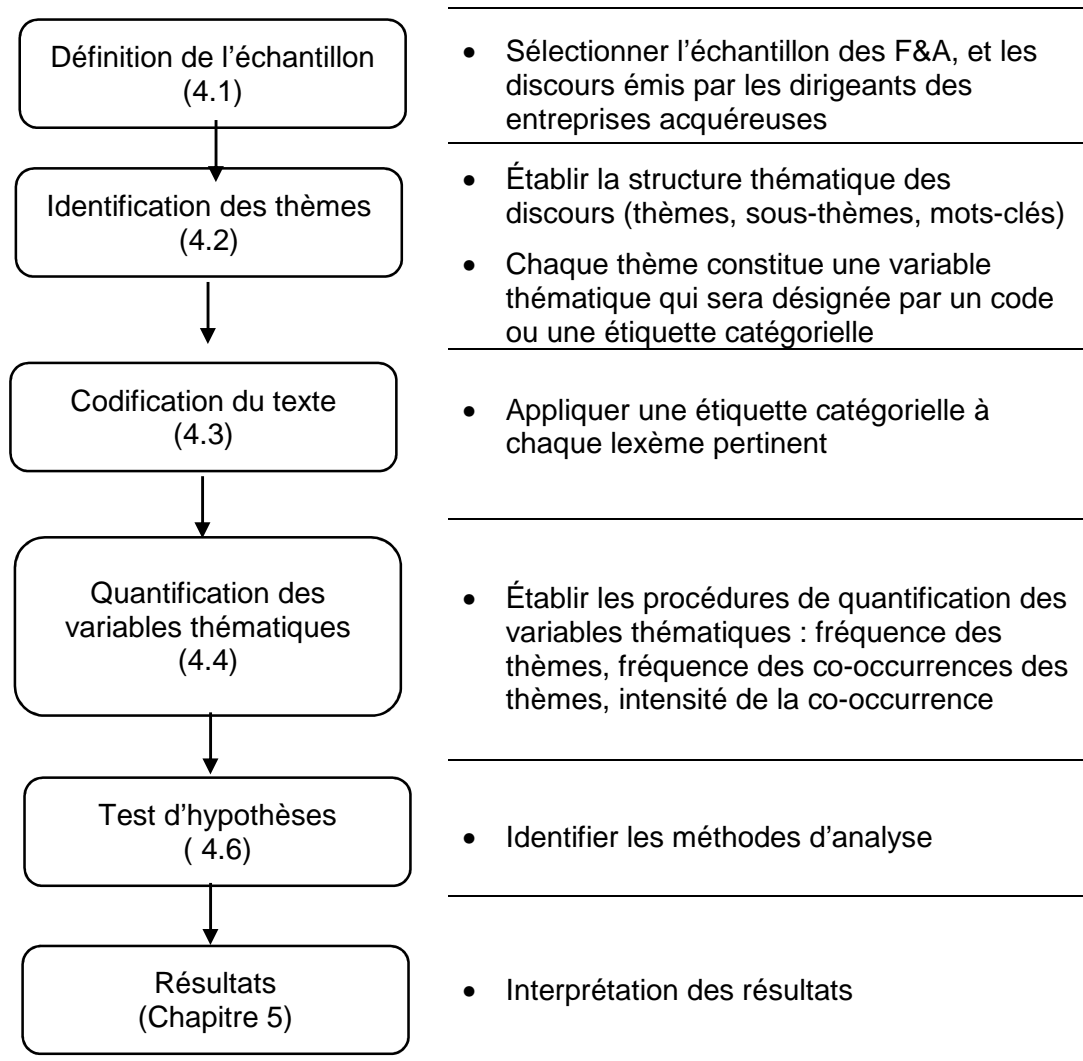 Définition de l’échantillon
(4.1)
• Sélectionner l’échantillon des F&A, et les
discours émis par les dirigeants des
entreprises acquéreuses
Identification des thèmes
(4.2)
• Établir la structure thématique des
discours (thèmes, sous-thèmes, mots-clés)
• Chaque thème constitue une variable
thématique qui sera désignée par un code
ou une étiquette catégorielle
Codification du texte
(4.3)
• Appliquer une étiquette catégorielle à
chaque lexème pertinent
Quantification des
variables thématiques
(4.4)
• Établir les procédures de quantification des
variables thématiques : fréquence des
thèmes, fréquence des co-occurrences des
thèmes, intensité de la co-occurrence
Test d’hypothèses
( 4.6)
• Identifier les méthodes d’analyse
Résultats
(Chapitre 5)
• Interprétation des résultats